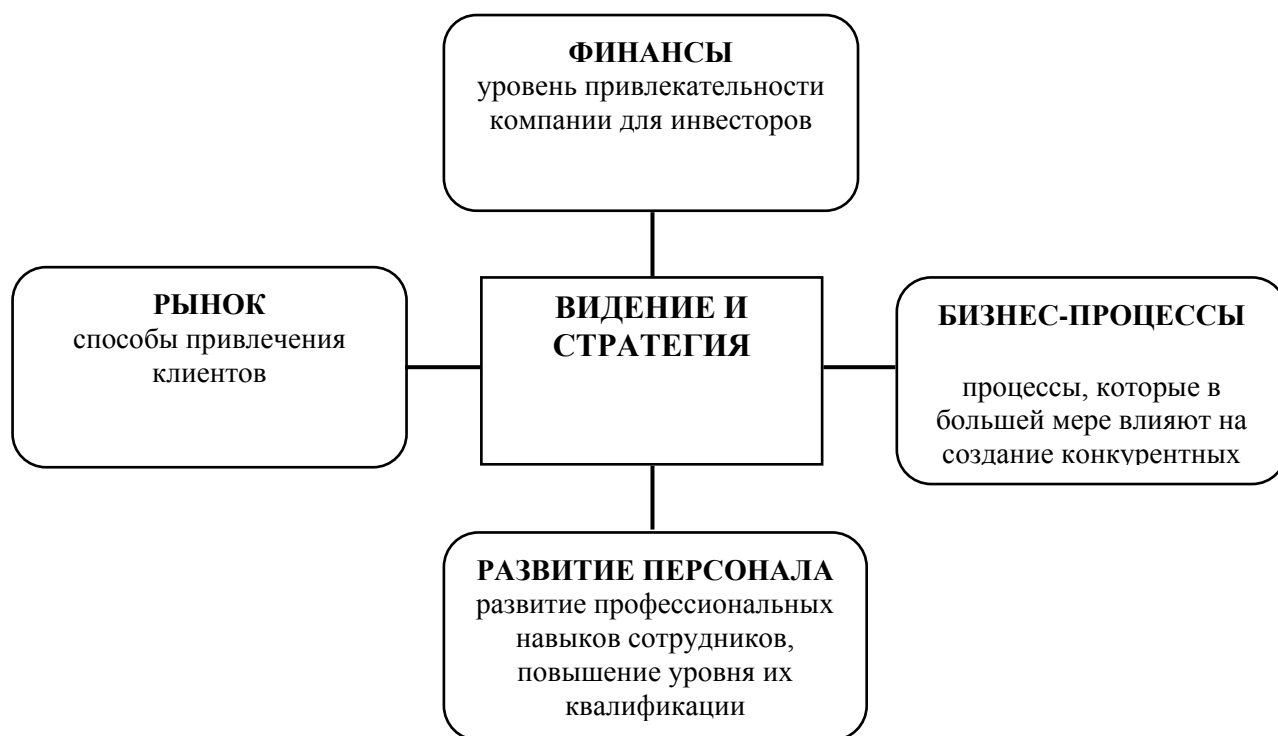 ФИНАНСЫ
уровень привлекательности
компании для инвесторов
РЫНОК
способы привлечения
клиентов
ВИДЕНИЕ И
СТРАТЕГИЯ
БИЗНЕС-ПРОЦЕССЫ
процессы, которые в
большей мере влияют на
создание конкурентных
РАЗВИТИЕ ПЕРСОНАЛА
развитие профессиональных
навыков сотрудников,
повышение уровня их
квалификации